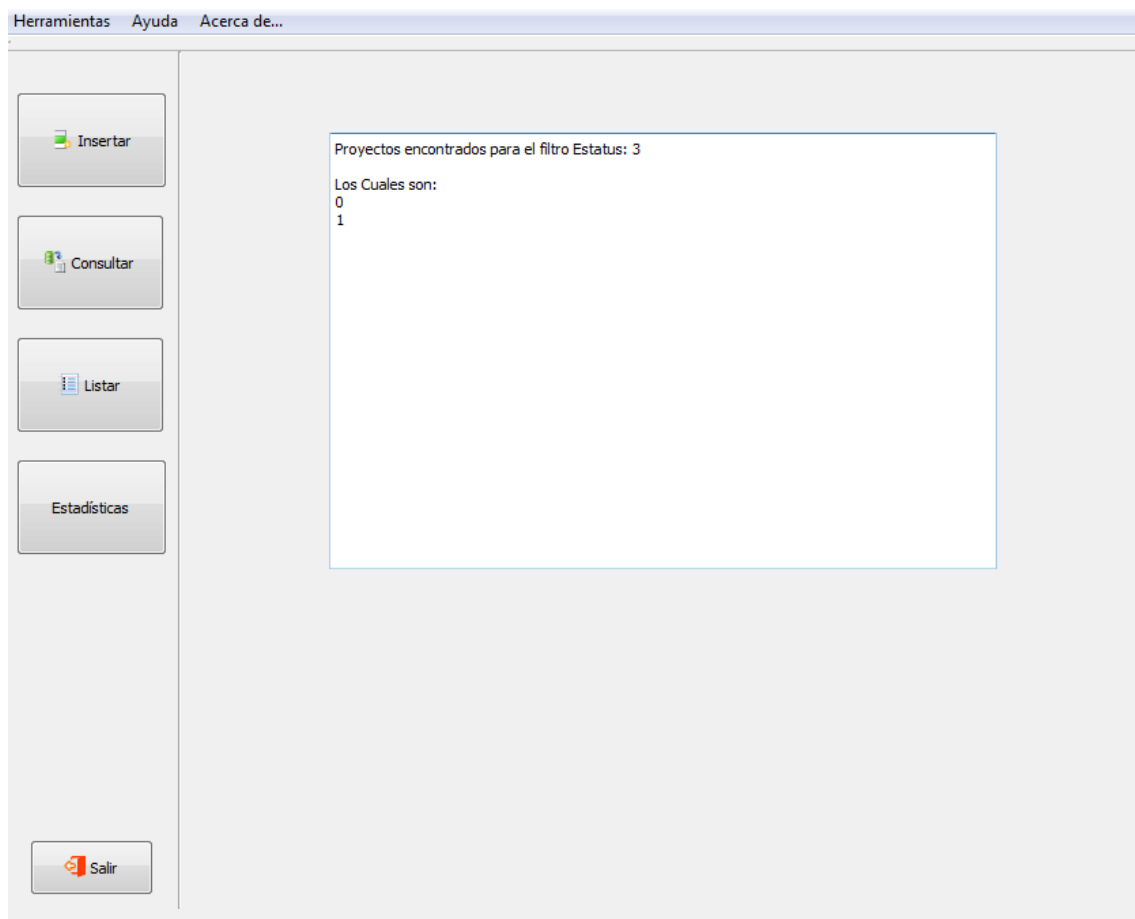 Herramientas Ayuda Acerca de...
Insertar
Consultar
Listar
Estadísticas
Salir
Proyectos encontrados para el filtro Estatus: 3
Los Cuales son:
0
1